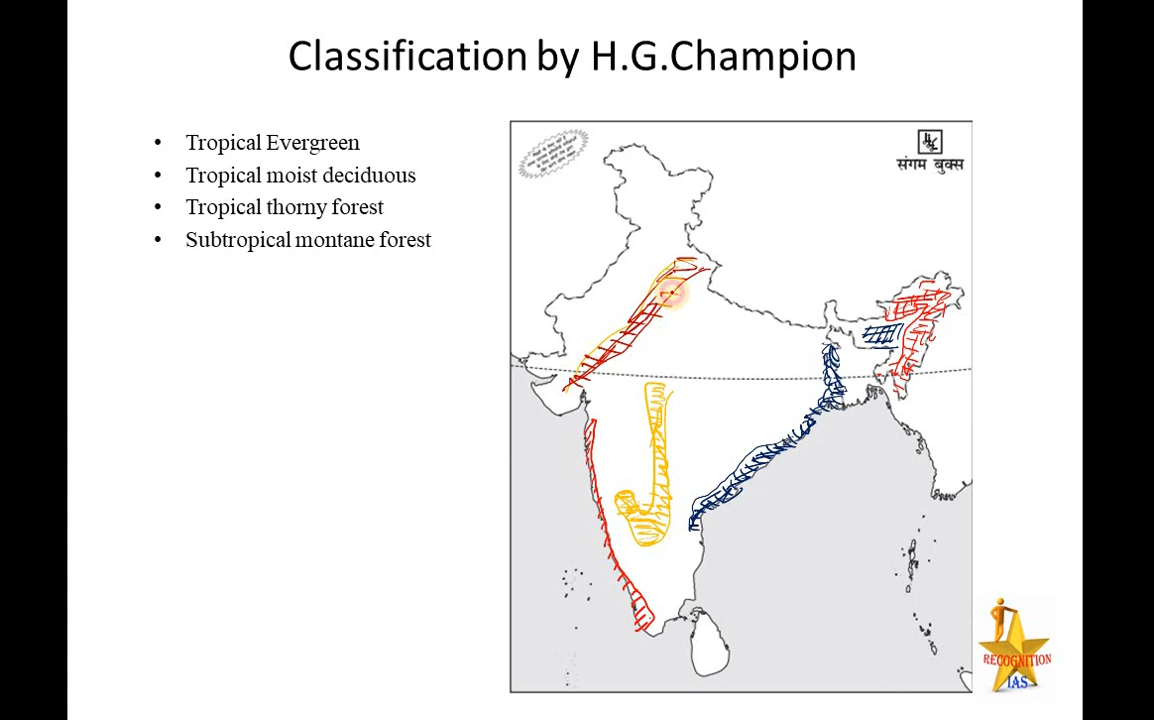 Classification by H.G.Champion
• Tropical Evergreen
• Tropical moist deciduous
• Tropical thorny forest
• Subtropical montane forest
संगम बुक्स
RECOGNITION
IAS